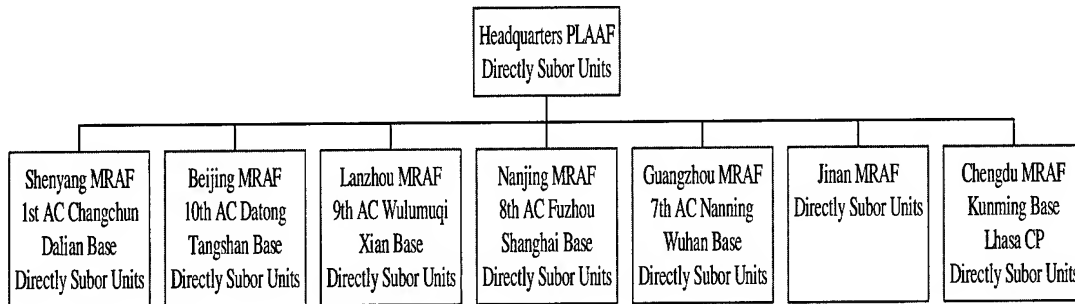 Headquarters PLAAF
Directly Subor Units
Shenyang MRAF
1st AC Changchun
Dalian Base
Directly Subor Units
Beijing MRAF
10th AC Datong
Tangshan Base
Directly Subor Units
Lanzhou MRAF
9th AC Wulumuqi
Xian Base
Directly Subor Units
Nanjing MRAF
8th AC Fuzhou
Shanghai Base
Directly Subor Units
Guangzhou MRAF
7th AC Nanning
Wuhan Base
Directly Subor Units
Jinan MRAF
Directly Subor Units
Chengdu MRAF
Kunming Base
Lhasa CP
Directly Subor Units